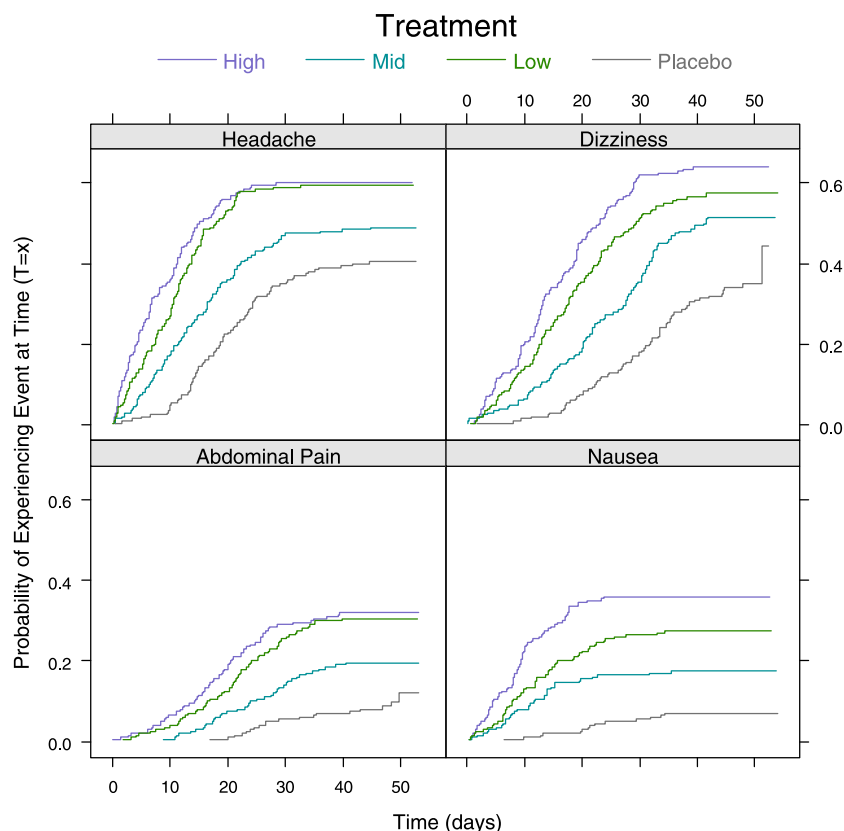 Treatment
High Mid Low Placebo
0 10 20 30 40 50
Headache Dizziness
0.6
0.4
0.2
0.0
Probability of Experiencing Event at Time (T=x)
Abdominal Pain Nausea
0.6
0.4
0.2
0.0
0 10 20 30 40 50
Time (days)